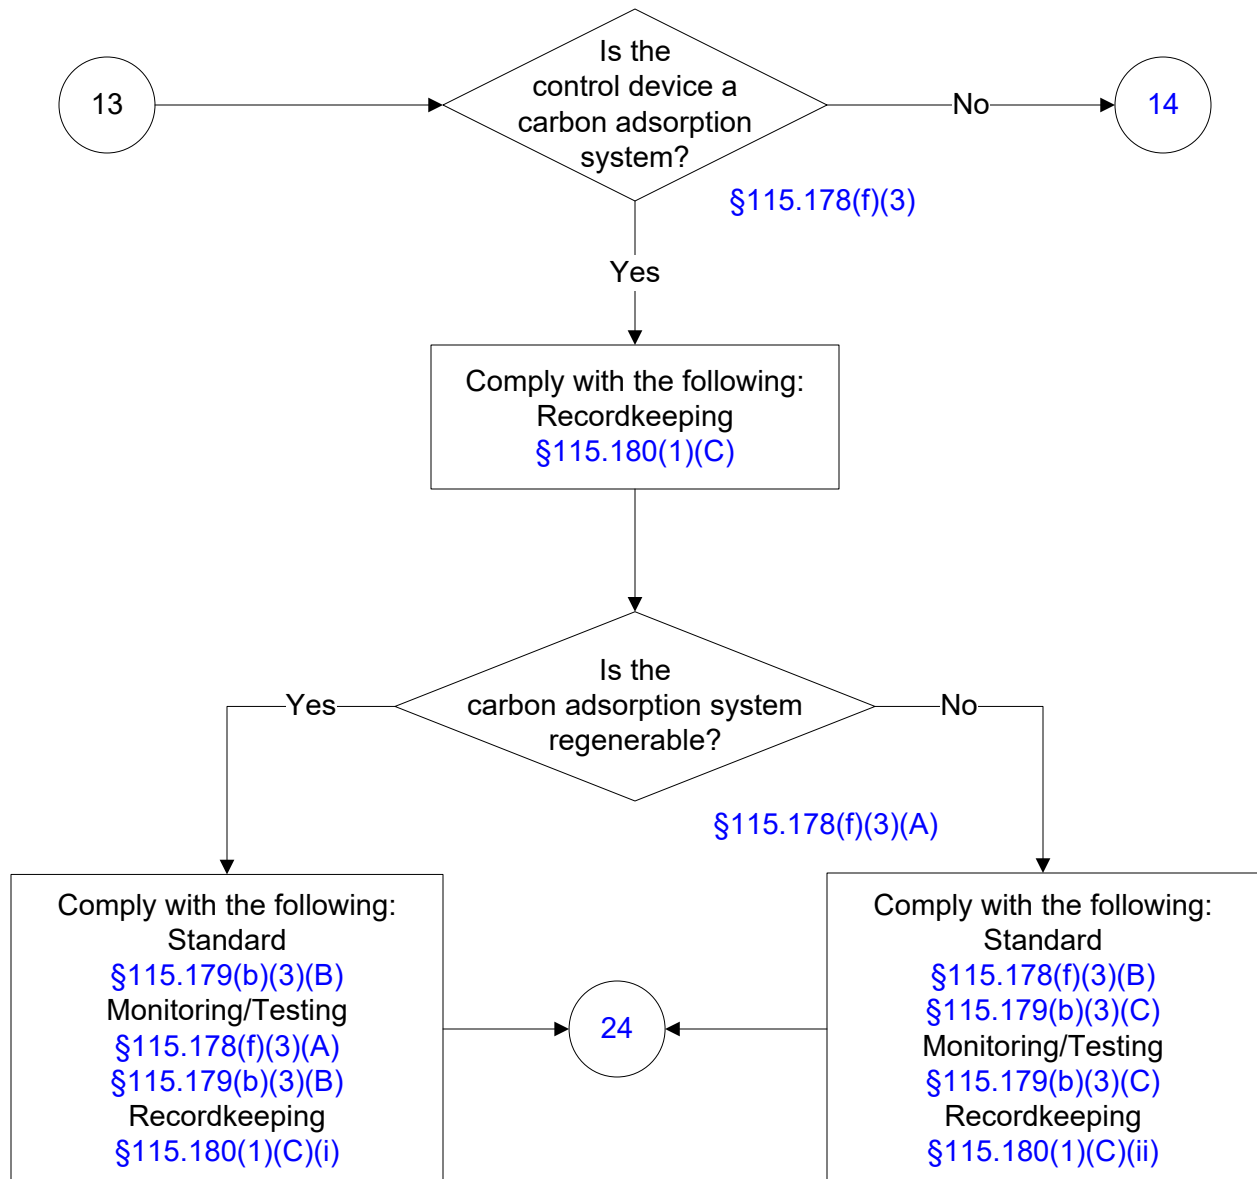 13
Is the
control device a
carbon adsorption
system?
No
14
§115.178(f)(3)
Yes
Comply with the following:
Recordkeeping
§115.180(1)(C)
Is the
carbon adsorption system
regenerable?
Yes
No
§115.178(f)(3)(A)
Comply with the following:
Standard
§115.179(b)(3)(B)
Monitoring/Testing
§115.178(f)(3)(A)
§115.179(b)(3)(B)
Recordkeeping
§115.180(1)(C)(i)
24
Comply with the following:
Standard
§115.178(f)(3)(B)
§115.179(b)(3)(C)
Monitoring/Testing
§115.179(b)(3)(C)
Recordkeeping
§115.180(1)(C)(ii)